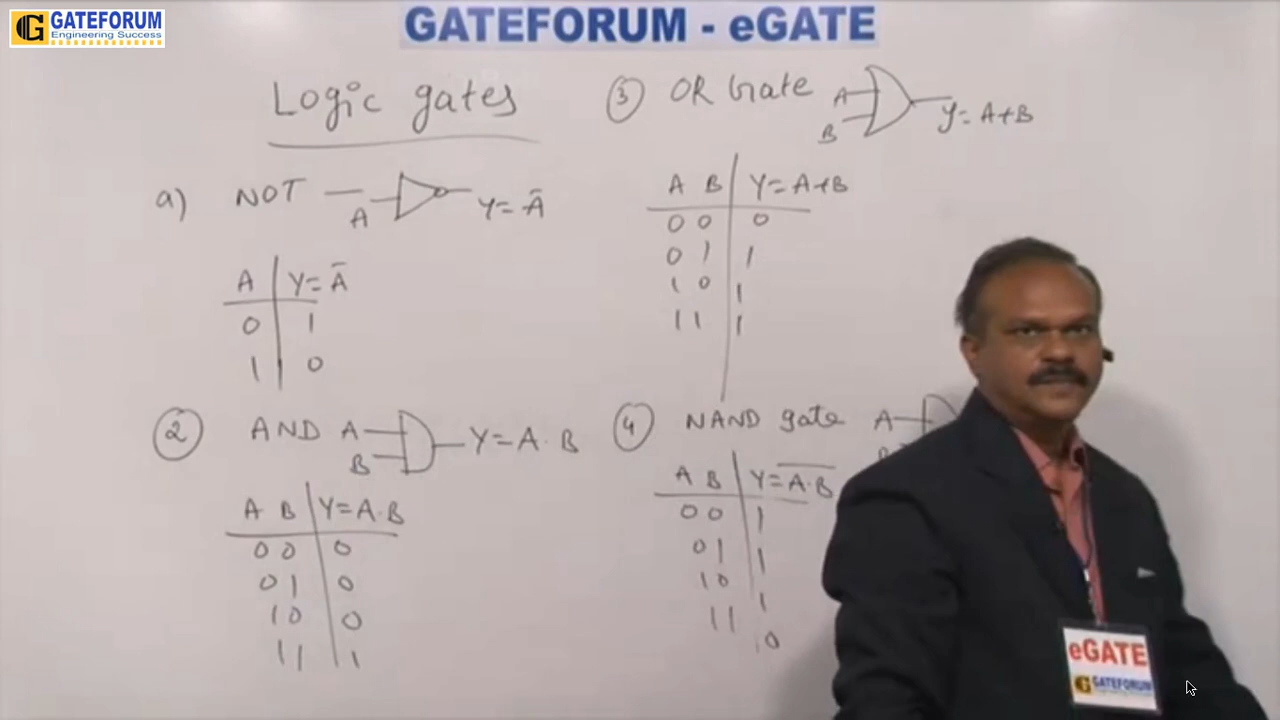 GATEFORUM
Engineering Success
GATEFORUM - eGATE
Logic gates
a) NOT A Y = Ā
A Y = Ā
0 1
1 0
2 AND A B Y = A . B
A B Y = A . B
0 0 0
0 1 0
1 0 0
1 1 1
3 OR Gate A B Y = A+B
A B Y = A+B
0 0 0
0 1 1
1 0 1
1 1 1
4 NAND gate A B
A B Y = A̅·̅B̅
0 0 1
0 1 1
1 0 1
1 1 0
eGATE
G GATEFORUM